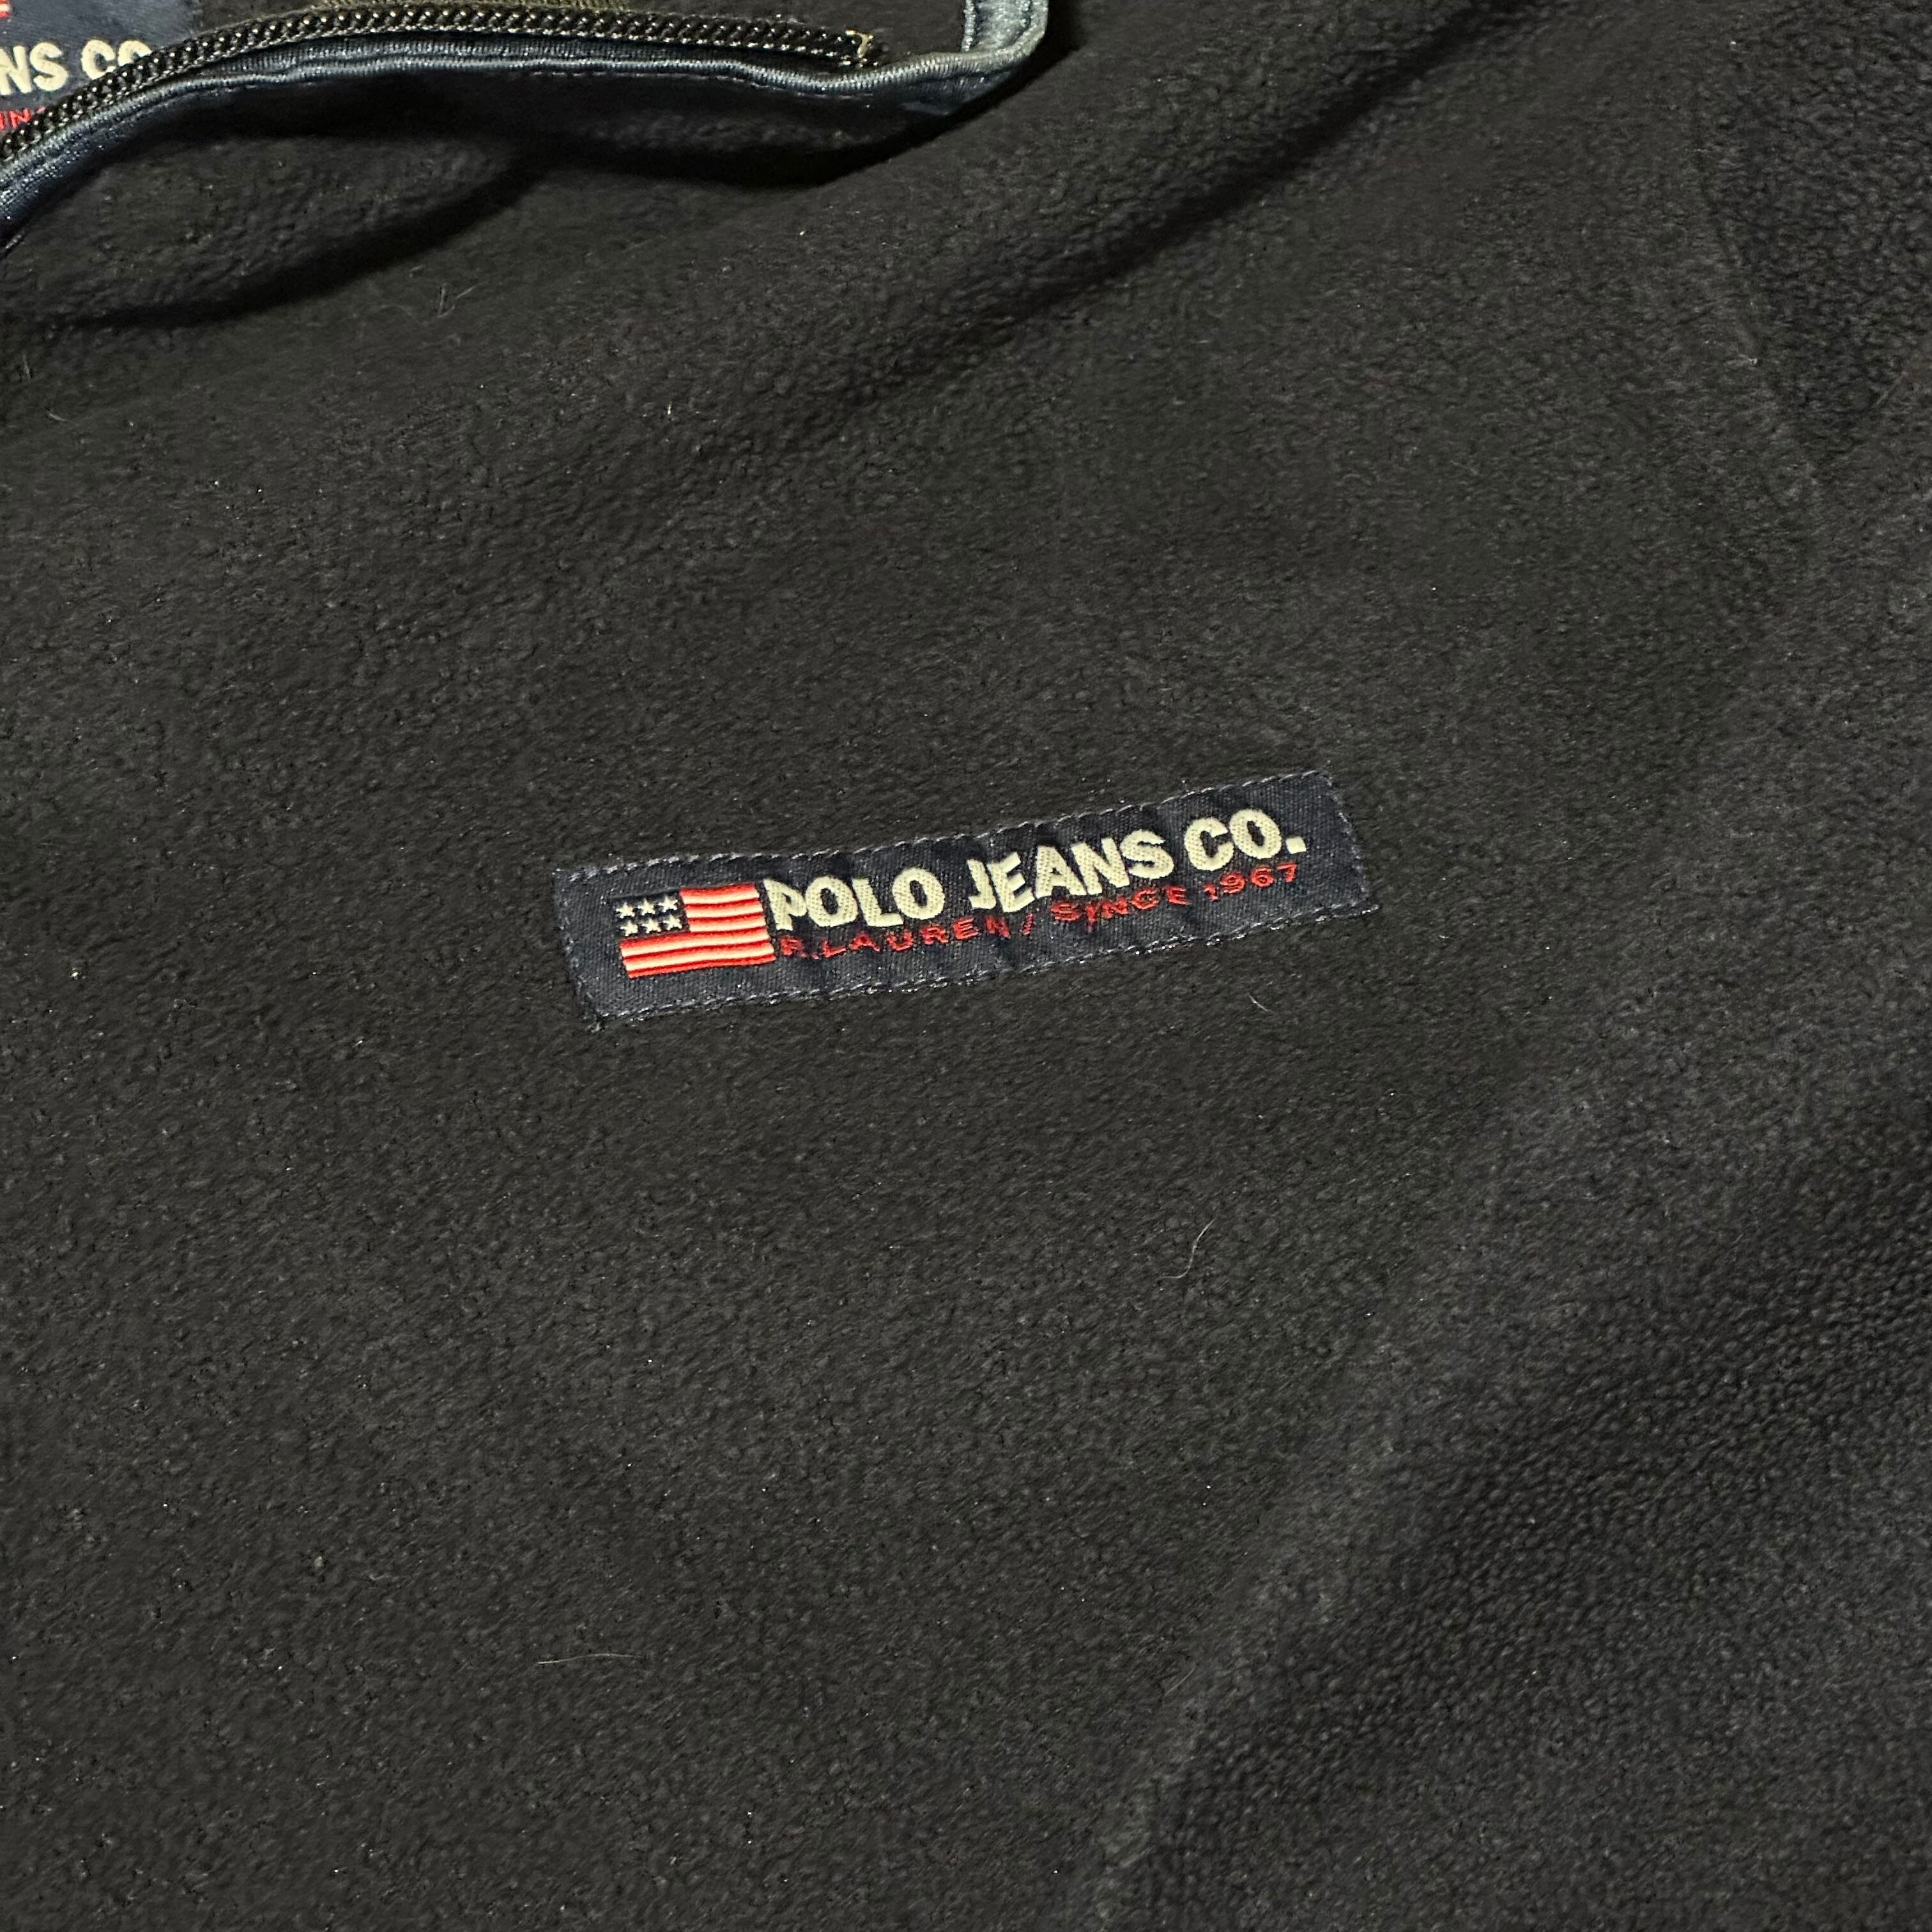 NS CO.
POLO JEANS CO.
R.LAUREN / SINCE 1967